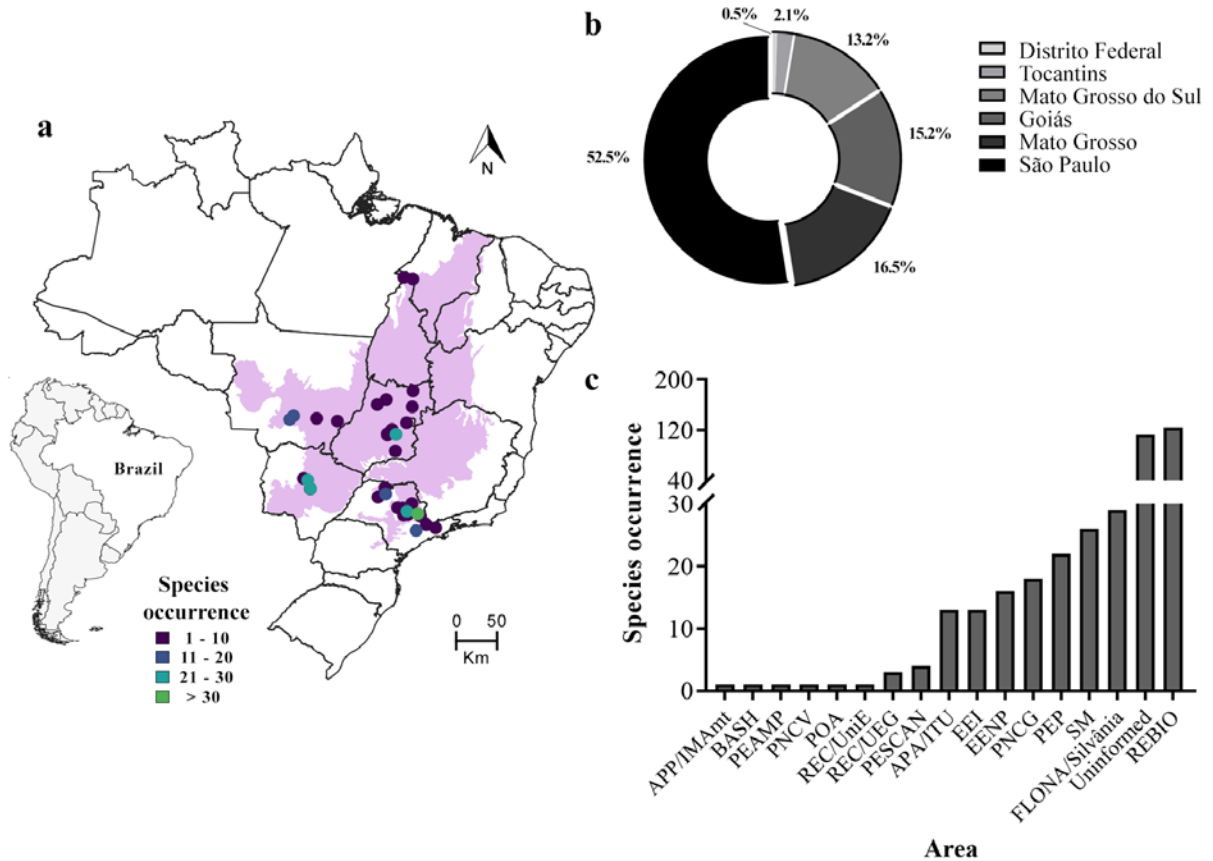 a
N
Brazil
Species
occurrence
1 - 10
11 - 20
21 - 30
> 30
0 50
Km
b
0.5%
2.1%
13.2%
15.2%
16.5%
52.5%
Distrito Federal
Tocantins
Mato Grosso do Sul
Goiás
Mato Grosso
São Paulo
c
Species occurrence
200
120
40
30
20
10
0
APP/IMAmt
BASH
PEAMP
PNCV
POA
REC/UniE
REC/UEG
PESCAN
APA/ITU
EEI
EENP
PNCG
PEP
SM
FLONA/Silvânia
Uninformed
REBIO
Area